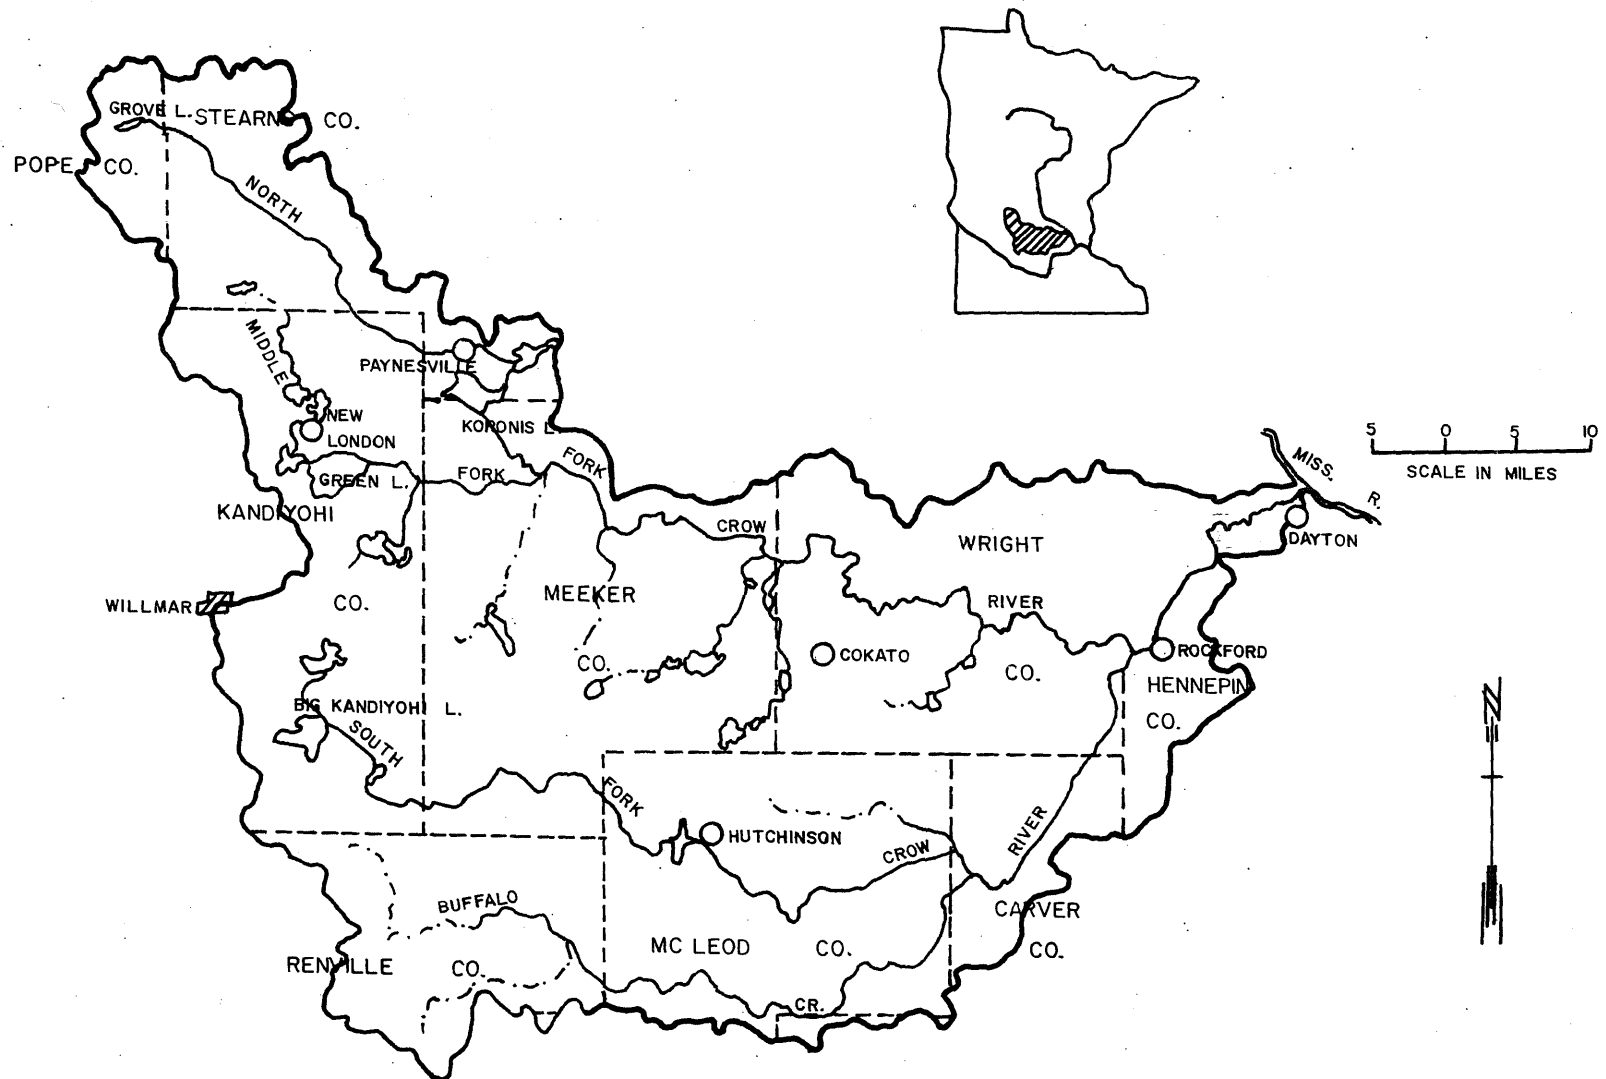 GROVE L.
STEARNS CO.
POPE CO.
NORTH
MIDDLE
PAYNESVILLE
NEW
LONDON
KORONIS L.
FORK
GREEN L.
FORK
KANDIYOHI
CO.
WILLMAR
MEEKER
CO.
CROW
WRIGHT
CO.
RIVER
COKATO
MISS. R.
DAYTON
ROCKFORD
HENNEPIN
CO.
5 0 5 10
SCALE IN MILES
N
BIG KANDIYOHI L.
SOUTH
FORK
HUTCHINSON
CROW
RIVER
BUFFALO
CARVER
CO.
MC LEOD CO.
RENVILLE CO.
CR.